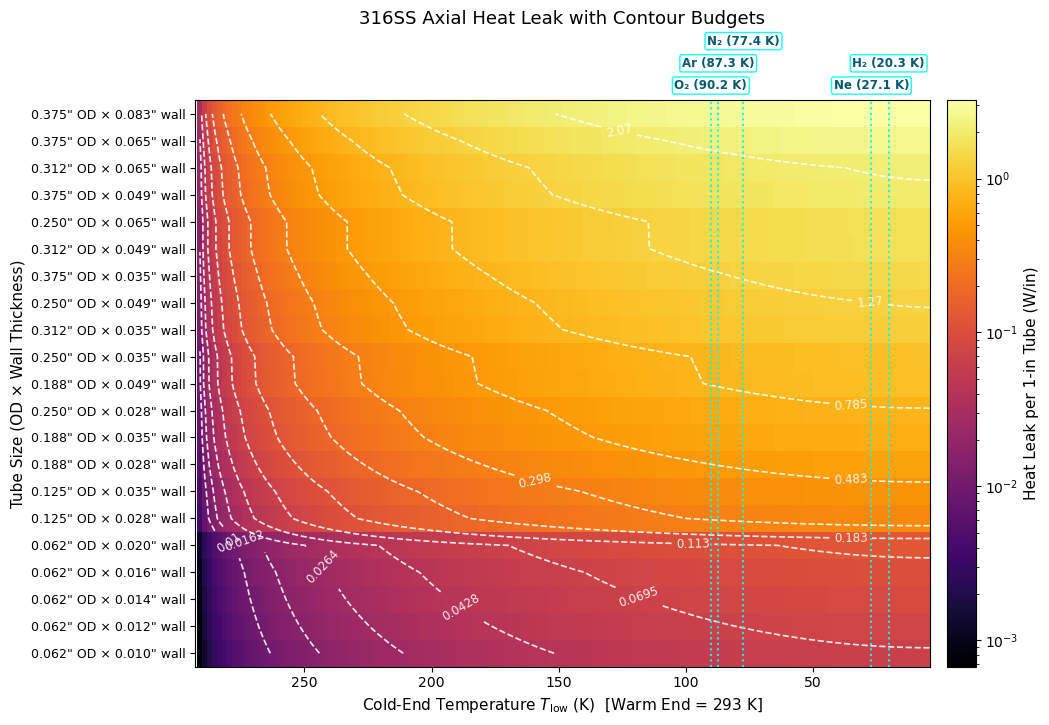 316SS Axial Heat Leak with Contour Budgets
N₂ (77.4 K)
Ar (87.3 K)
H₂ (20.3 K)
O₂ (90.2 K)
Ne (27.1 K)
0.375" OD × 0.083" wall
0.375" OD × 0.065" wall
0.312" OD × 0.065" wall
0.375" OD × 0.049" wall
0.250" OD × 0.065" wall
0.312" OD × 0.049" wall
0.375" OD × 0.035" wall
0.250" OD × 0.049" wall
0.312" OD × 0.035" wall
0.250" OD × 0.035" wall
0.188" OD × 0.049" wall
0.250" OD × 0.028" wall
0.188" OD × 0.035" wall
0.188" OD × 0.028" wall
0.125" OD × 0.035" wall
0.125" OD × 0.028" wall
0.062" OD × 0.020" wall
0.062" OD × 0.016" wall
0.062" OD × 0.014" wall
0.062" OD × 0.012" wall
0.062" OD × 0.010" wall
Tube Size (OD × Wall Thickness)
2.07
1.27
0.785
0.483
0.298
0.183
0.113
0.0695
0.0428
0.0264
0.0162
0.01
250
200
150
100
50
Cold-End Temperature T_low (K) [Warm End = 293 K]
10⁰
10⁻¹
10⁻²
10⁻³
Heat Leak per 1-in Tube (W/in)